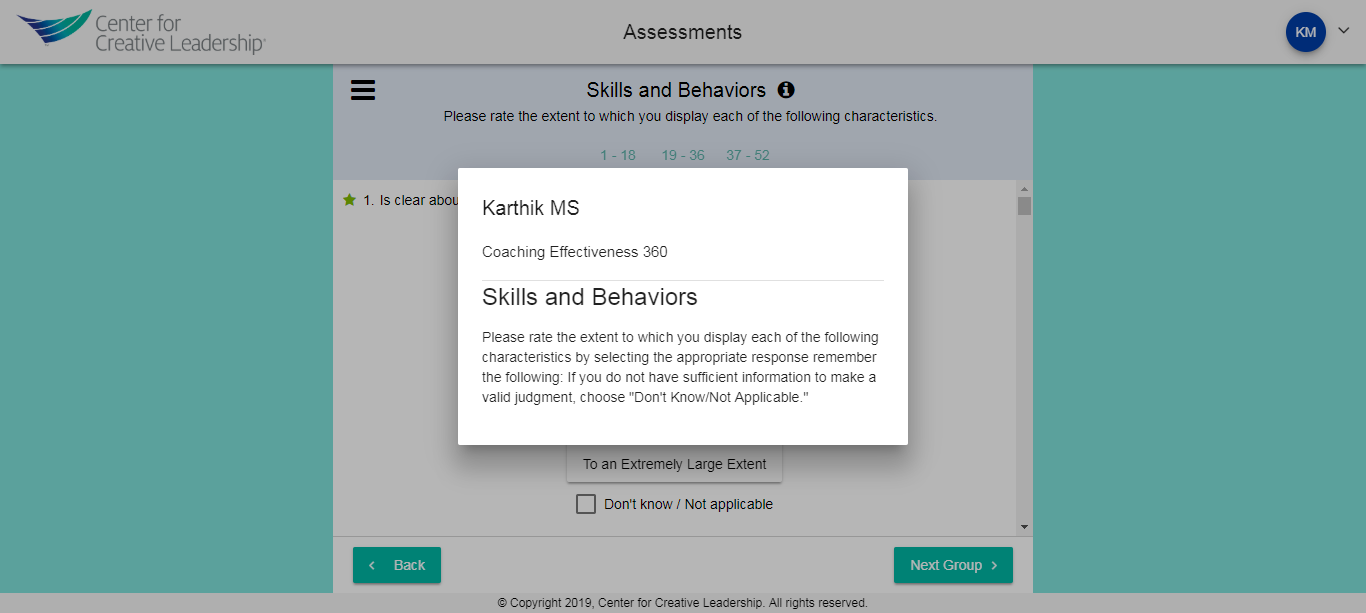 Center for
Creative Leadership
Assessments
KM
Skills and Behaviors
Please rate the extent to which you display each of the following characteristics.
1 - 18 19 - 36 37 - 52
1. Is clear abou
Karthik MS
Coaching Effectiveness 360
Skills and Behaviors
Please rate the extent to which you display each of the following
characteristics by selecting the appropriate response remember
the following: If you do not have sufficient information to make a
valid judgment, choose "Don't Know/Not Applicable."
To an Extremely Large Extent
Don't know / Not applicable
Back
Next Group
© Copyright 2019, Center for Creative Leadership. All rights reserved.